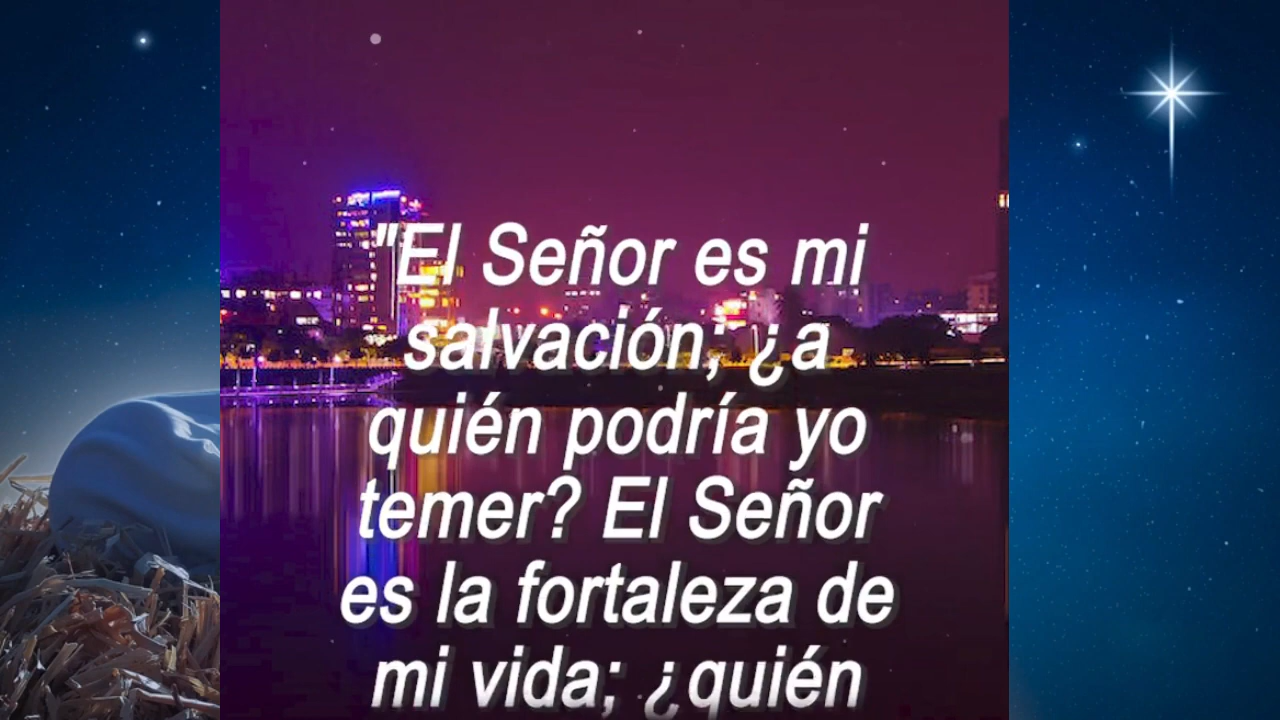 "El Señor es mi
salvación; ¿a
quién podría yo
temer? El Señor
es la fortaleza de
mi vida; ¿quién